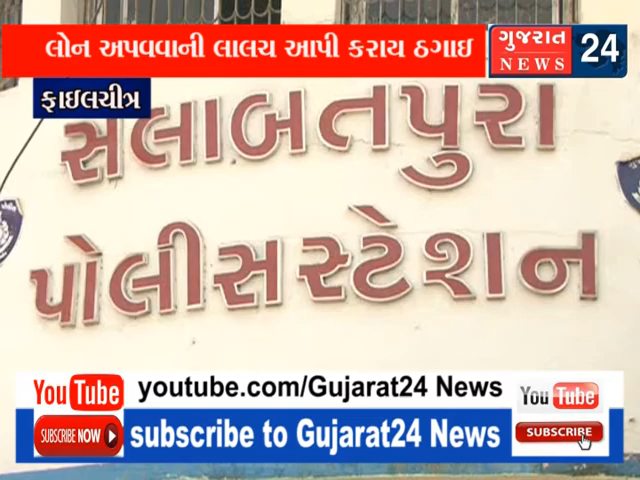 લોન અપવવાની લાલચ આપી કરાય ઠગાઇ
ગુજરાત
NEWS
24
ફાઇલચીત્ર
સલાબતપુરા
પોલીસસ્ટેશન
YouTube
youtube.com/Gujarat24 News
YouTube
SUBSCRIBE NOW
subscribe to Gujarat24 News
SUBSCRIBE